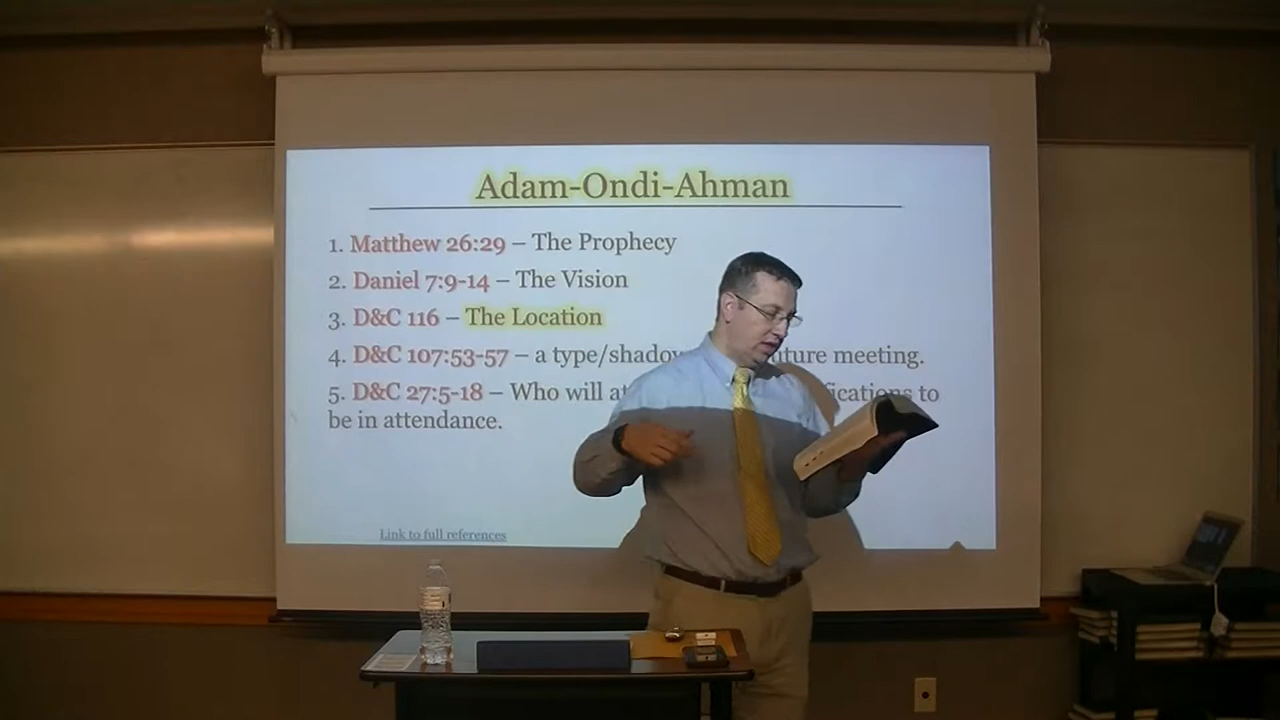 Adam-Ondi-Ahman
1. Matthew 26:29 – The Prophecy
2. Daniel 7:9-14 – The Vision
3. D&C 116 – The Location
4. D&C 107:53-57 – a type/shadow uture meeting.
5. D&C 27:5-18 – Who will at fications to
be in attendance.
Link to full references